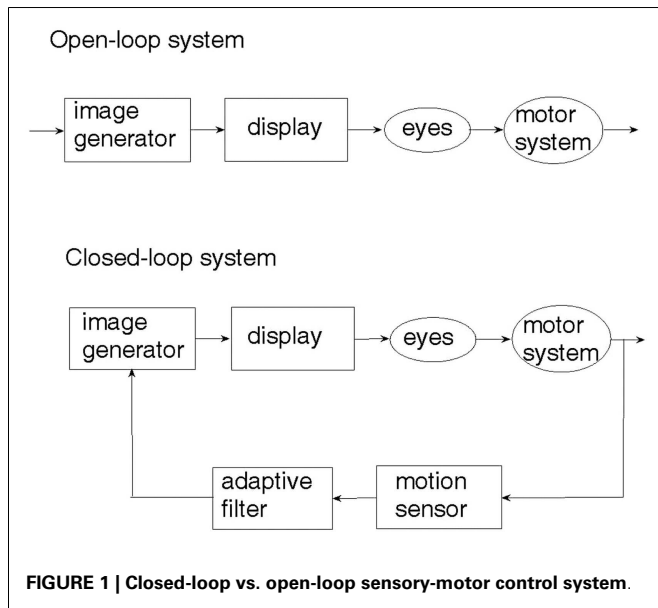 Open-loop system
image
generator
display
eyes
motor
system
Closed-loop system
image
generator
display
eyes
motor
system
adaptive
filter
motion
sensor
FIGURE 1 | Closed-loop vs. open-loop sensory-motor control system.